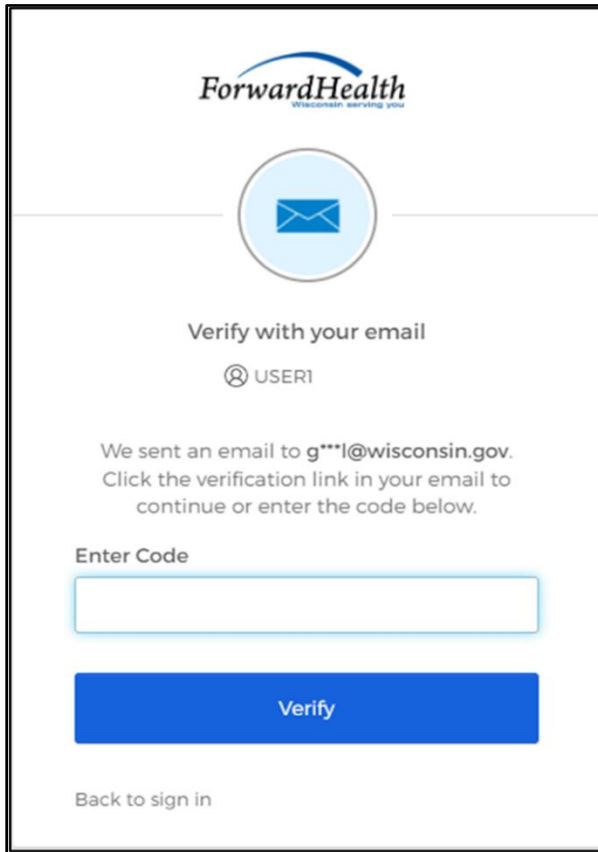 ForwardHealth
Wisconsin serving you
Verify with your email
USER1
We sent an email to g***l@wisconsin.gov.
Click the verification link in your email to
continue or enter the code below.
Enter Code
Verify
Back to sign in